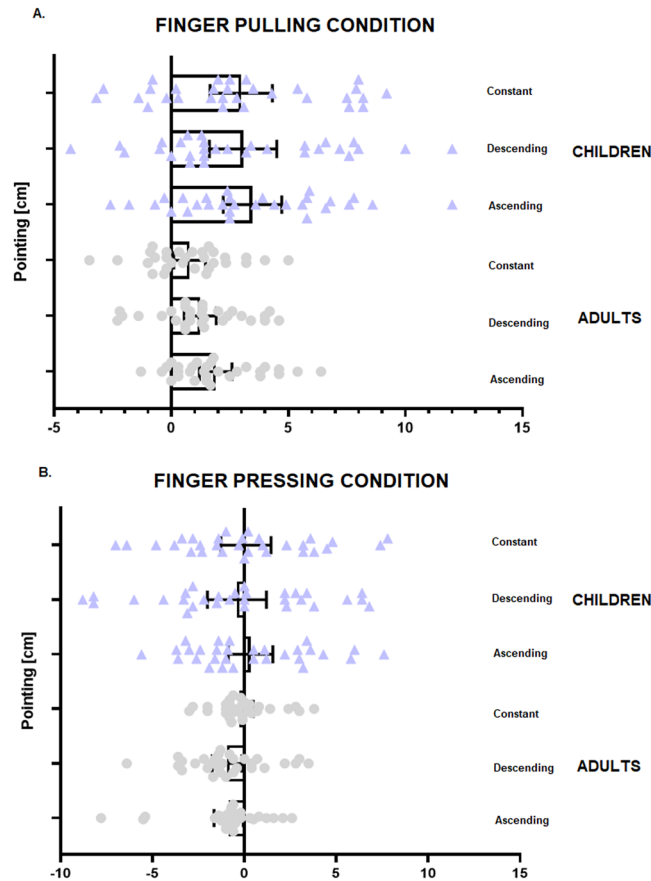 A.
FINGER PULLING CONDITION
Constant
Descending
CHILDREN
Ascending
Pointing [cm]
Constant
Descending
ADULTS
Ascending
-5 0 5 10 15
B.
FINGER PRESSING CONDITION
Constant
Descending
CHILDREN
Ascending
Pointing [cm]
Constant
Descending
ADULTS
Ascending
-10 -5 0 5 10 15